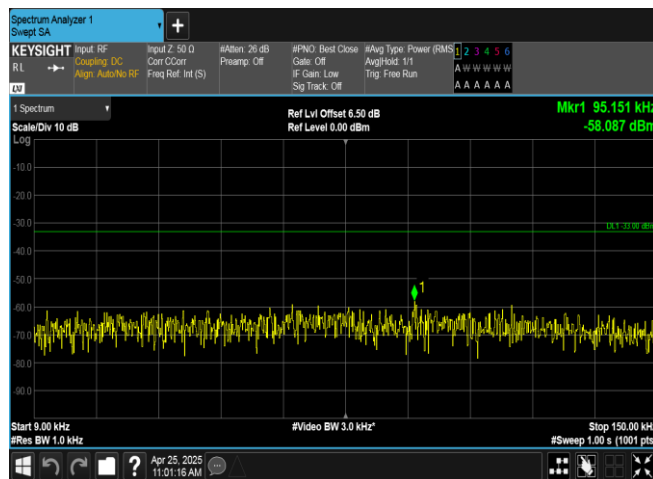 Spectrum Analyzer 1
Swept SA
+
KEYSIGHT
RL
LXI
Input: RF
Coupling: DC
Align: Auto/No RF
Input Z: 50 Ω
Corr CCorr
Freq Ref: Int (S)
#Atten: 26 dB
Preamp: Off
#PNO: Best Close
Gate: Off
IF Gain: Low
Sig Track: Off
#Avg Type: Power (RMS
Avg|Hold: 1/1
Trig: Free Run
1 2 3 4 5 6
A W W W W W
A A A A A A
1 Spectrum
Scale/Div 10 dB
Log
Ref Lvl Offset 6.50 dB
Ref Level 0.00 dBm
Mkr1 95.151 kHz
-58.087 dBm
-10.0
-20.0
-30.0
DL1 -33.00 dBm
-40.0
-50.0
1
-60.0
-70.0
-80.0
-90.0
Start 9.00 kHz
#Res BW 1.0 kHz
#Video BW 3.0 kHz*
Stop 150.00 kHz
#Sweep 1.00 s (1001 pts)
?
Apr 25, 2025
11:01:16 AM